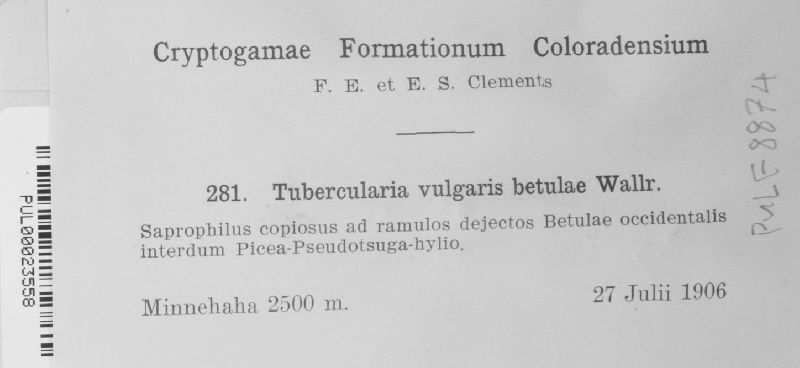 Cryptogamae Formationum Coloradensium
F. E. et E. S. Clements
281. Tubercularia vulgaris betulae Wallr.
Saprophilus copiosus ad ramulos dejectos Betulae occidentalis
interdum Picea-Pseudotsuga-hylio.
Minnehaha 2500 m.
27 Julii 1906
PUL F8874
PUL00023558